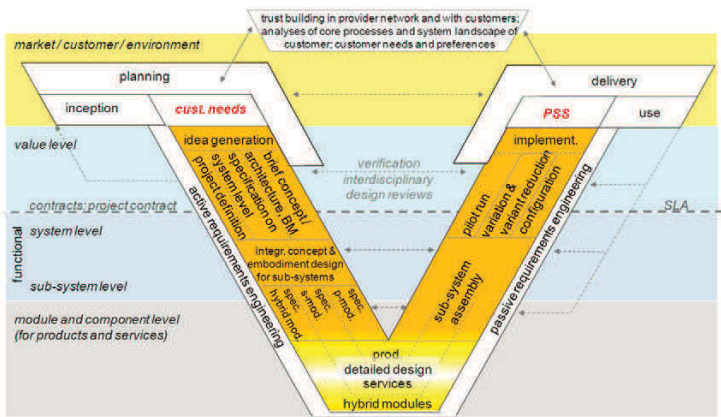 trust building in provider network and with customers;
analyses of core processes and system landscape of
customer; customer needs and preferences
market / customer / environment
planning
delivery
inception
cust. needs
PSS
use
idea generation
implement.
value level
brief concept /
architecture, BM
specification on
system level
project definition
verification
interdisciplinary
design reviews
pilot run
variation &
variant reduction
configuration
active requirements engineering
passive requirements engineering
contracts: project contract
SLA
functional
system level
integr. concept &
embodiment design
for sub-systems
sub-system level
spec.
p-mod.
spec.
s-mod.
spec.
hybrid mod.
sub-system
assembly
module and component level
(for products and services)
prod.
detailed design
services
hybrid modules